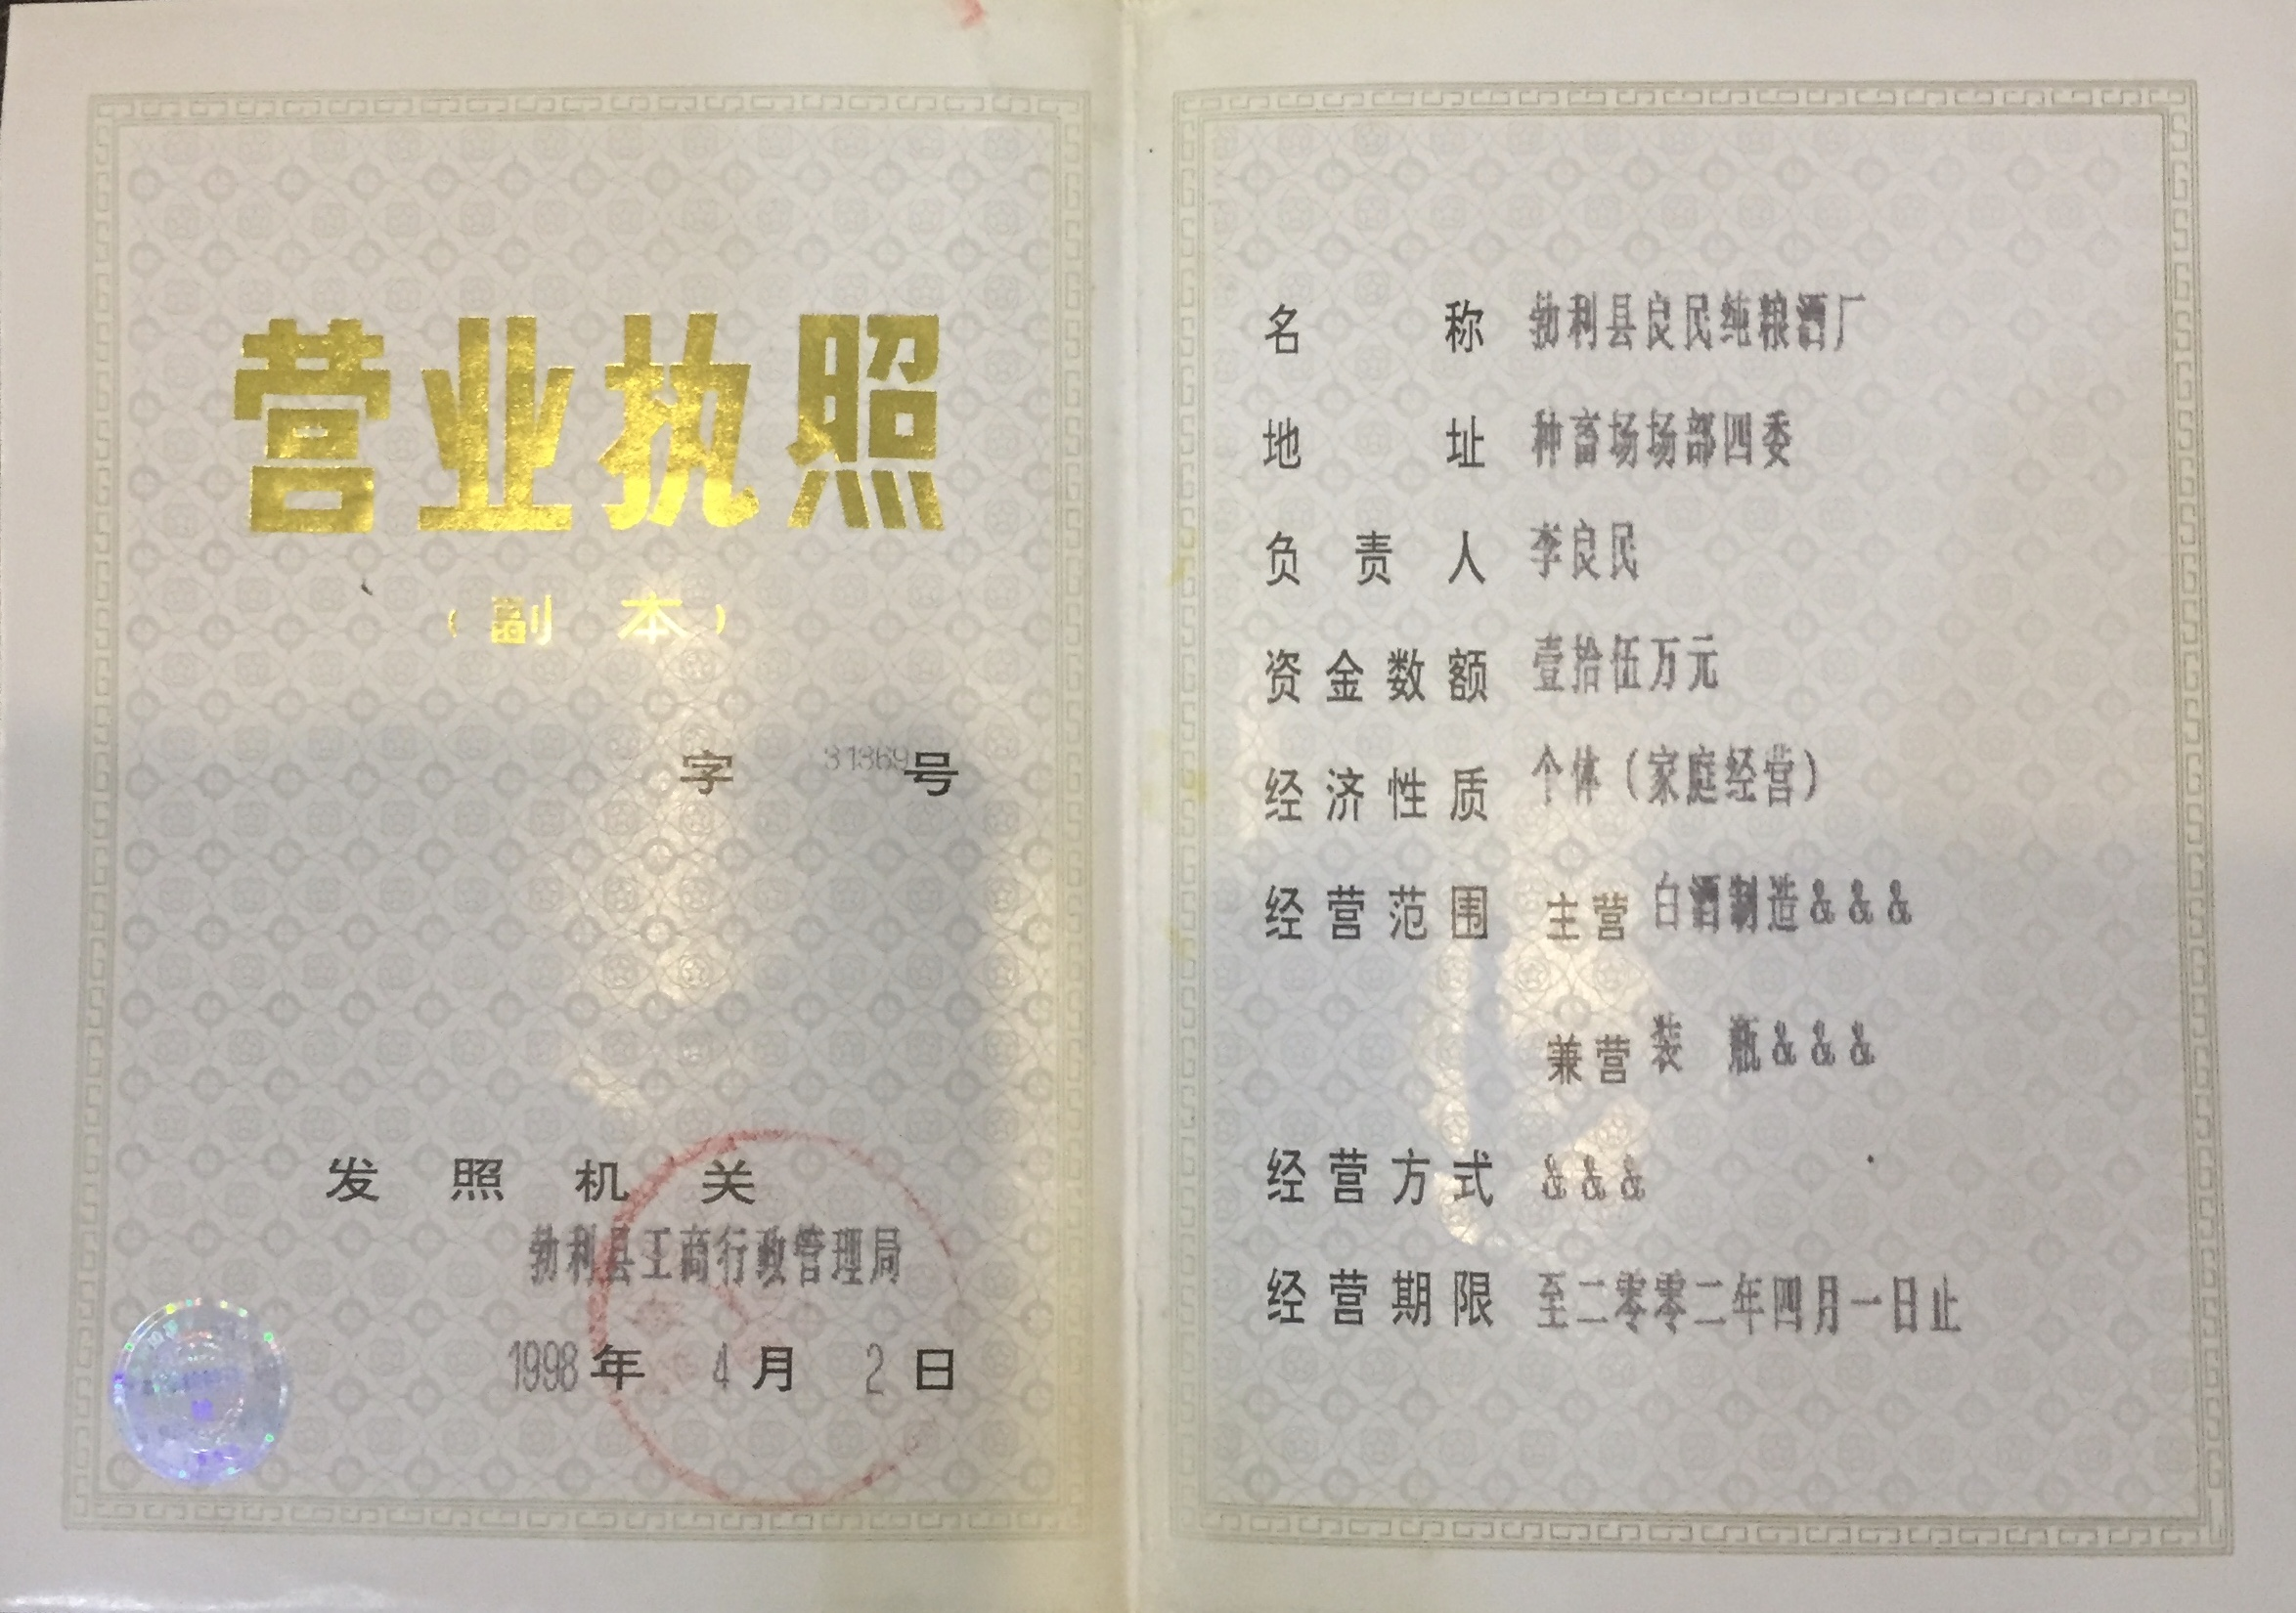 营业执照
（副本）
字 31369号
发照机关
勃利县工商行政管理局
1998年 4月 2日
名称 勃利县良民纯粮酒厂
地址 种畜场场部四委
负责人 李良民
资金数额 壹拾伍万元
经济性质 个体（家庭经营）
经营范围 主营 白酒制造&&&
兼营 装 瓶&&&
经营方式 &&&
经营期限 至二零零二年四月一日止